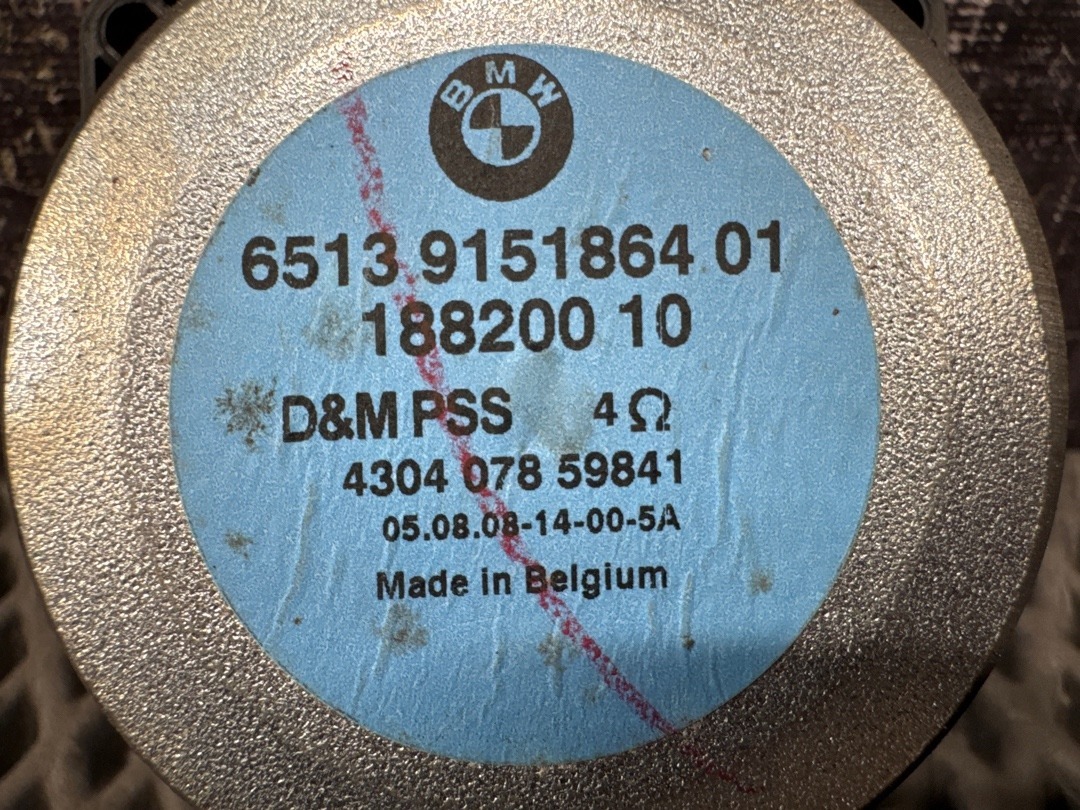 BMW
6513 9151864 01
188200 10
D&M PSS 4Ω
4304 078 59841
05.08.08-14-00-5A
Made in Belgium